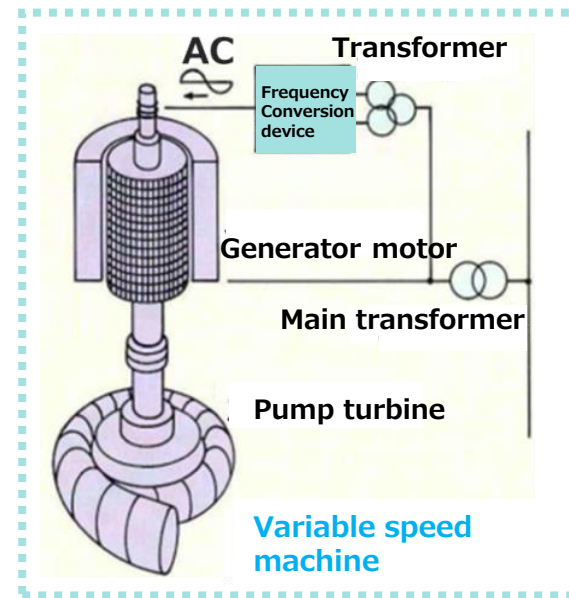 Transformer
AC
Frequency
Conversion
device
Generator motor
Main transformer
Pump turbine
Variable speed
machine